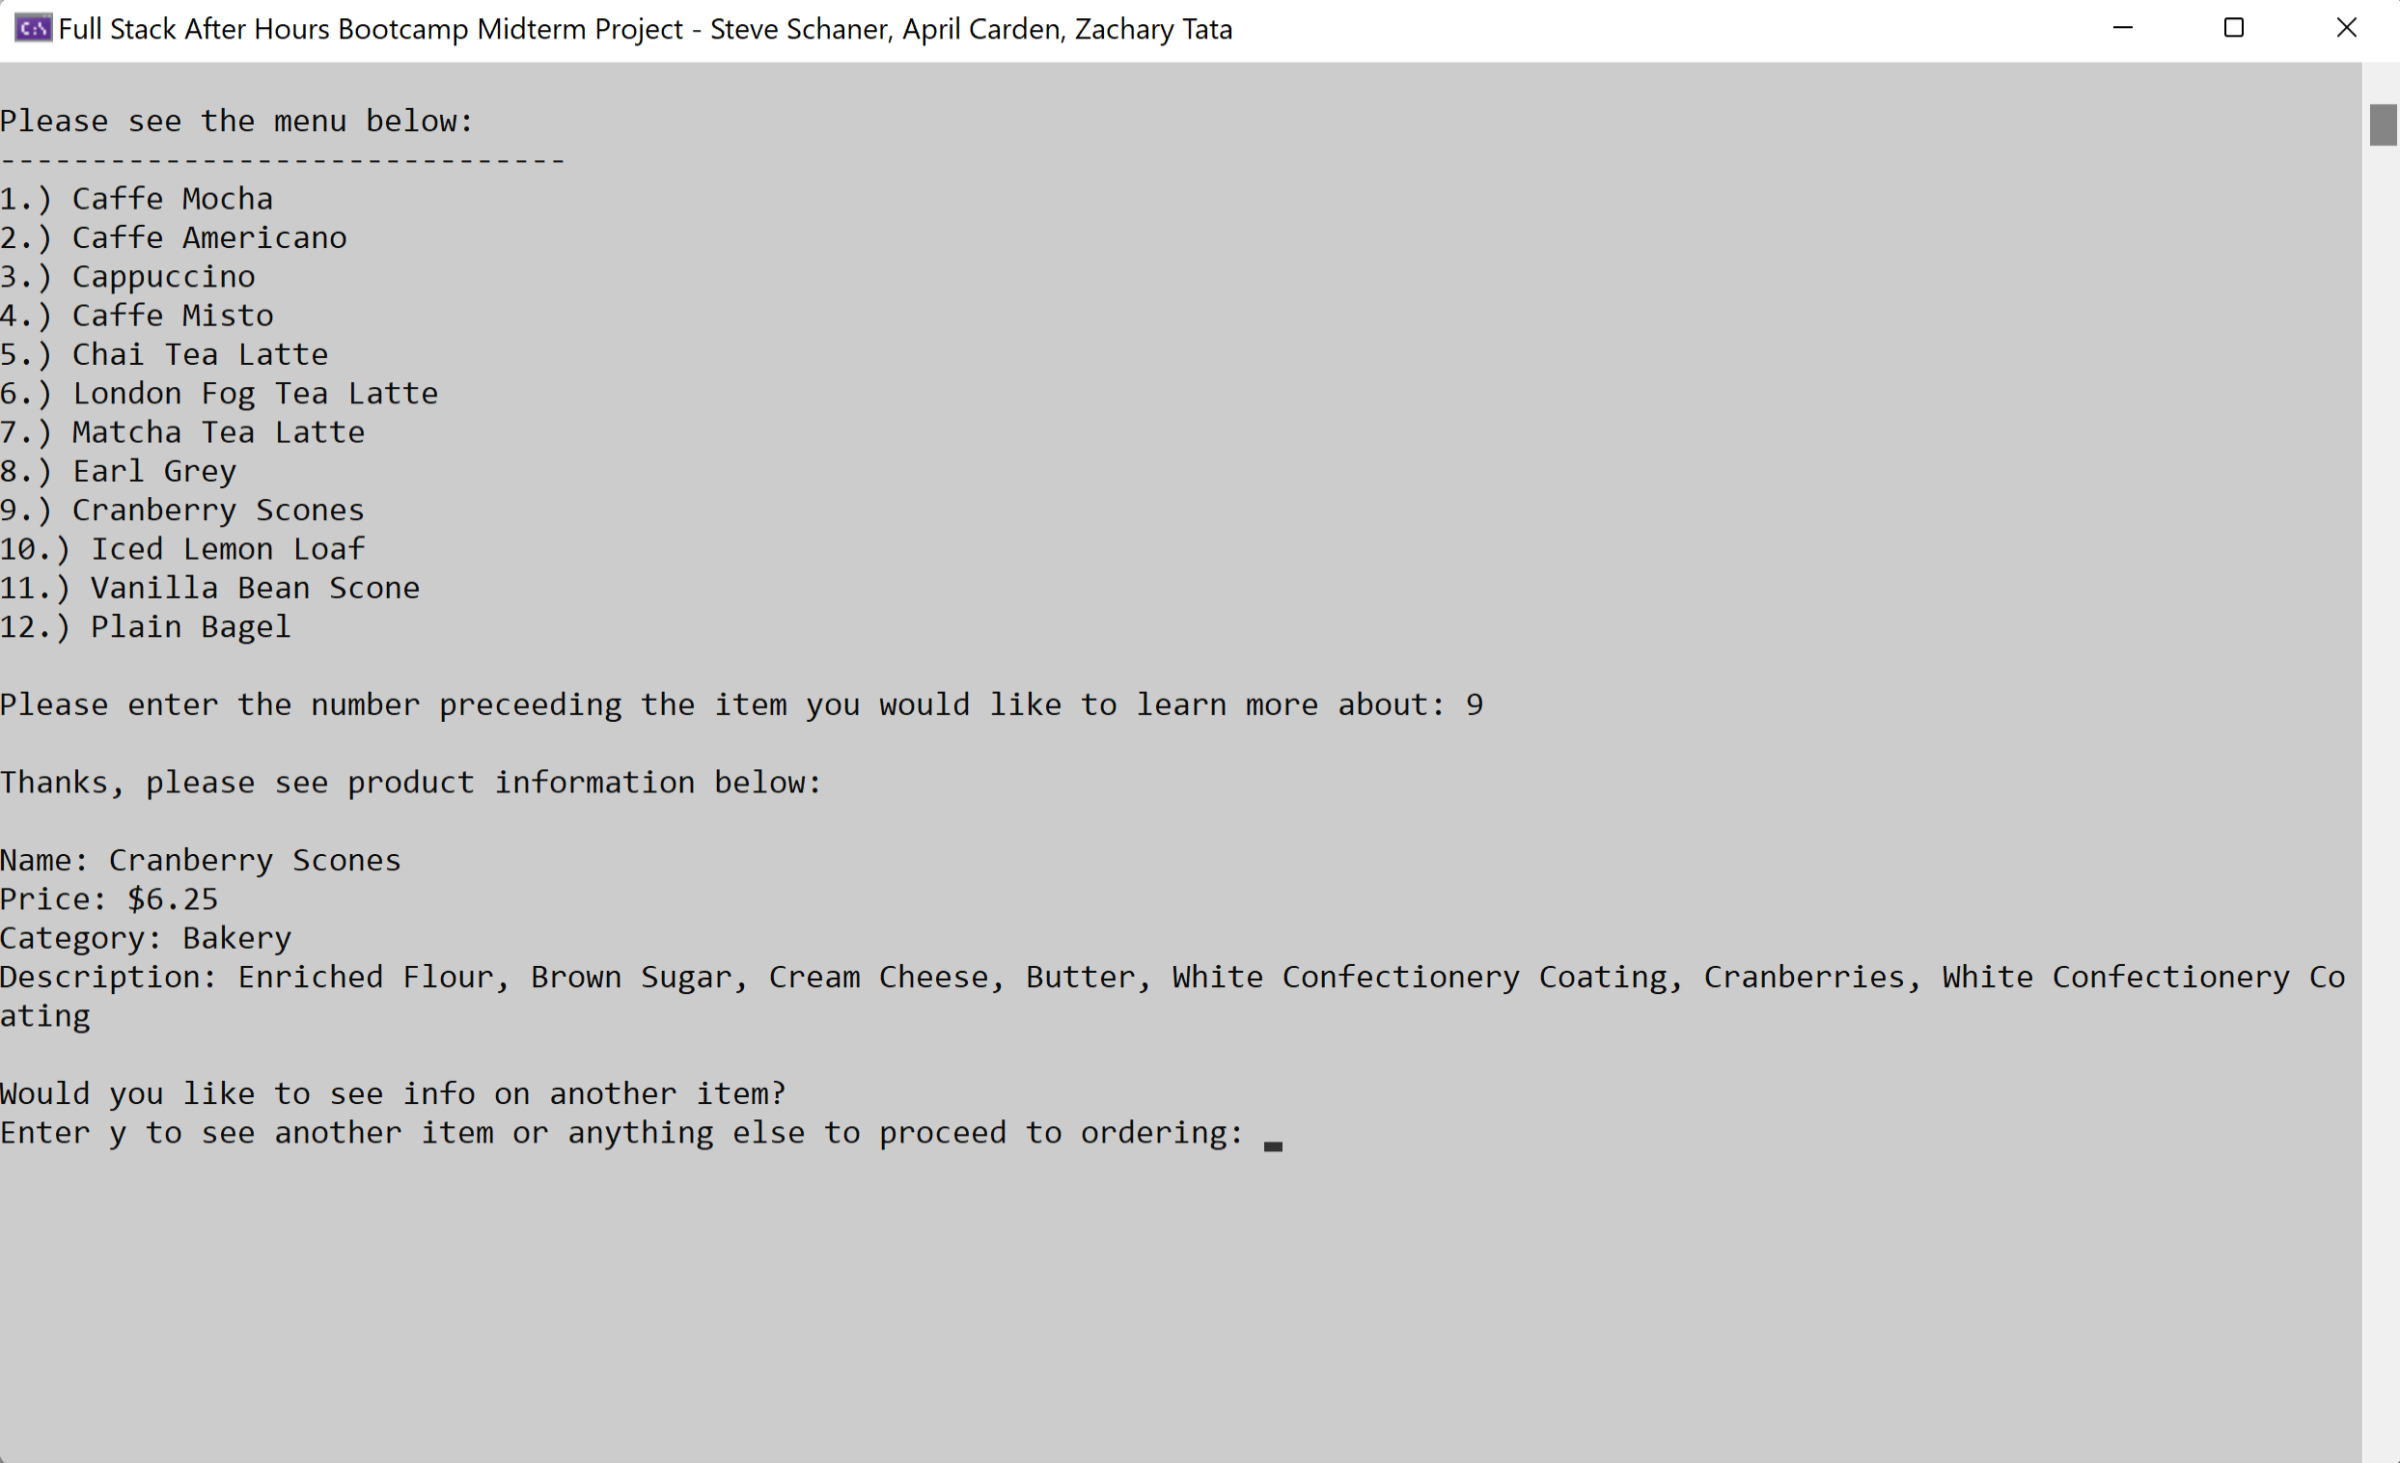 Full Stack After Hours Bootcamp Midterm Project - Steve Schaner, April Carden, Zachary Tata
Please see the menu below:
-------------------------------
1.) Caffe Mocha
2.) Caffe Americano
3.) Cappuccino
4.) Caffe Misto
5.) Chai Tea Latte
6.) London Fog Tea Latte
7.) Matcha Tea Latte
8.) Earl Grey
9.) Cranberry Scones
10.) Iced Lemon Loaf
11.) Vanilla Bean Scone
12.) Plain Bagel
Please enter the number preceeding the item you would like to learn more about: 9
Thanks, please see product information below:
Name: Cranberry Scones
Price: $6.25
Category: Bakery
Description: Enriched Flour, Brown Sugar, Cream Cheese, Butter, White Confectionery Coating, Cranberries, White Confectionery Co
ating
Would you like to see info on another item?
Enter y to see another item or anything else to proceed to ordering: